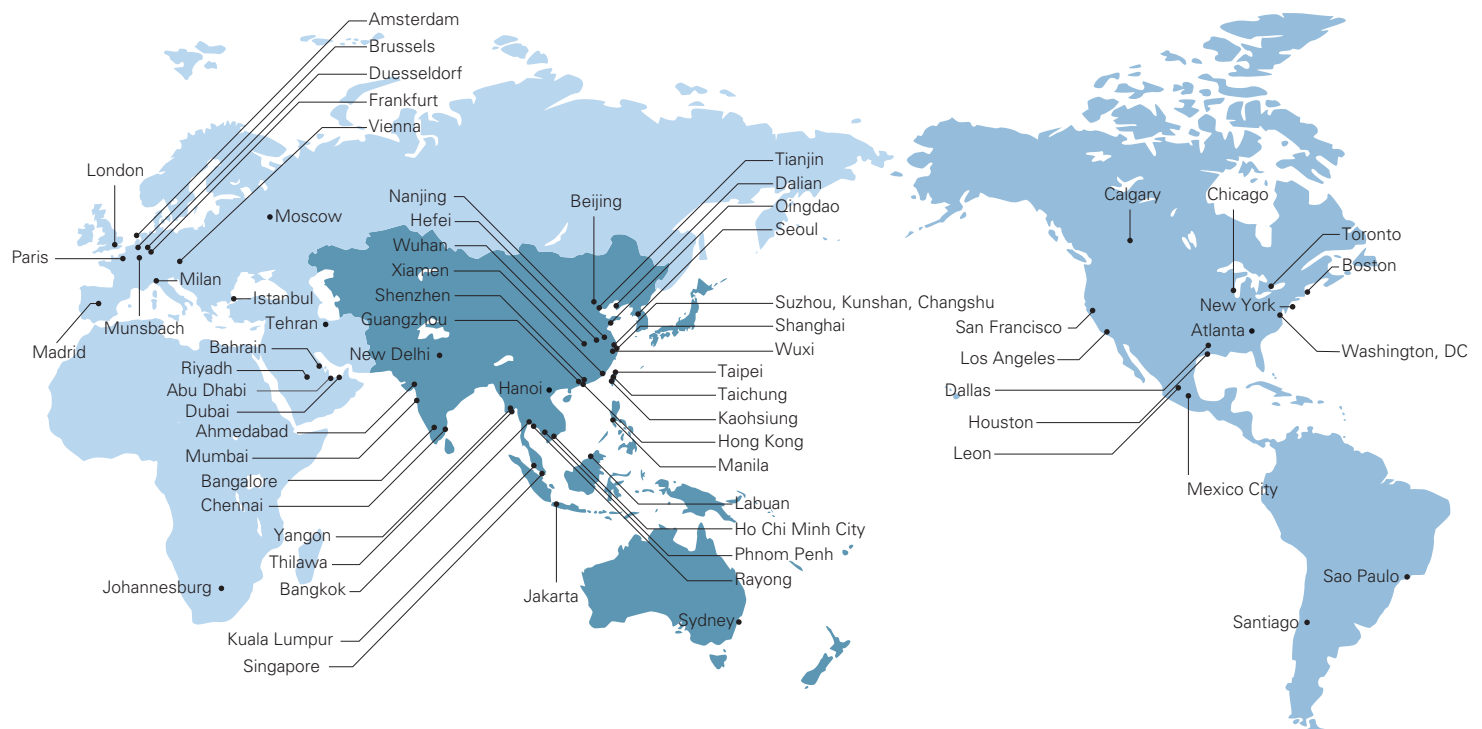 Amsterdam
Brussels
Duesseldorf
Frankfurt
Vienna
London
Moscow
Paris
Milan
Istanbul
Munsbach
Tehran
Madrid
Bahrain
Riyadh
Abu Dhabi
Dubai
Ahmedabad
Mumbai
Bangalore
Chennai
Yangon
Thilawa
Bangkok
Johannesburg
Kuala Lumpur
Singapore
Nanjing
Hefei
Wuhan
Xiamen
Shenzhen
Guangzhou
New Delhi
Hanoi
Beijing
Tianjin
Dalian
Qingdao
Seoul
Suzhou, Kunshan, Changshu
Shanghai
Wuxi
Taipei
Taichung
Kaohsiung
Hong Kong
Manila
Labuan
Ho Chi Minh City
Phnom Penh
Rayong
Jakarta
Sydney
Calgary
Chicago
Toronto
Boston
New York
San Francisco
Atlanta
Los Angeles
Washington, DC
Dallas
Houston
Leon
Mexico City
Sao Paulo
Santiago